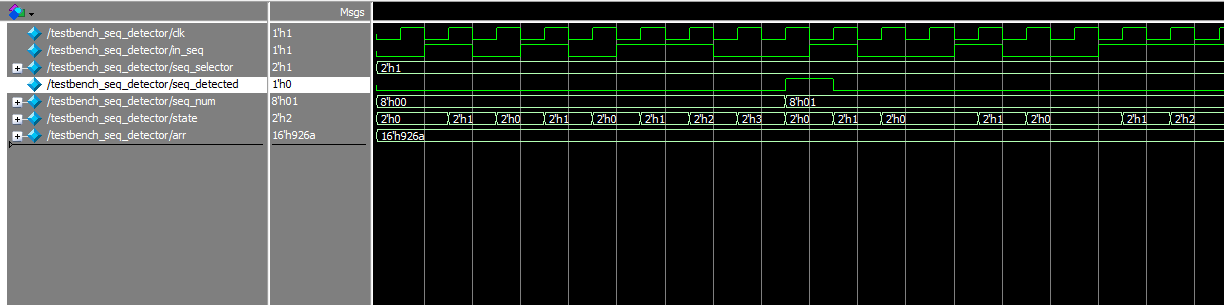 Msgs
/testbench_seq_detector/clk 1'h1
/testbench_seq_detector/in_seq 1'h1
/testbench_seq_detector/seq_selector 2'h1 2'h1
/testbench_seq_detector/seq_detected 1'h0
/testbench_seq_detector/seq_num 8'h01 8'h00 8'h01
/testbench_seq_detector/state 2'h2 2'h0 2'h1 2'h0 2'h1 2'h0 2'h1 2'h2 2'h3 2'h0 2'h1 2'h0 2'h1 2'h0 2'h1 2'h2
/testbench_seq_detector/arr 16'h926a 16'h926a